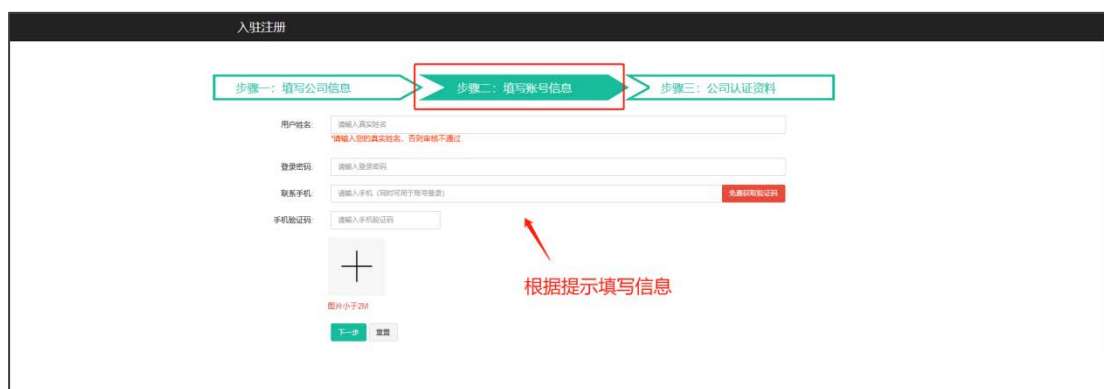 入驻注册
步骤一：填写公司信息
步骤二：填写账号信息
步骤三：公司认证资料
用户姓名:
请输入真实姓名
*请输入您的真实姓名，否则审核不通过
登录密码:
请输入登录密码
联系手机:
请输入手机（同时可用于账号登录）
免费获取验证码
手机验证码:
请输入手机验证码
根据提示填写信息
图片小于2M
下一步
重置